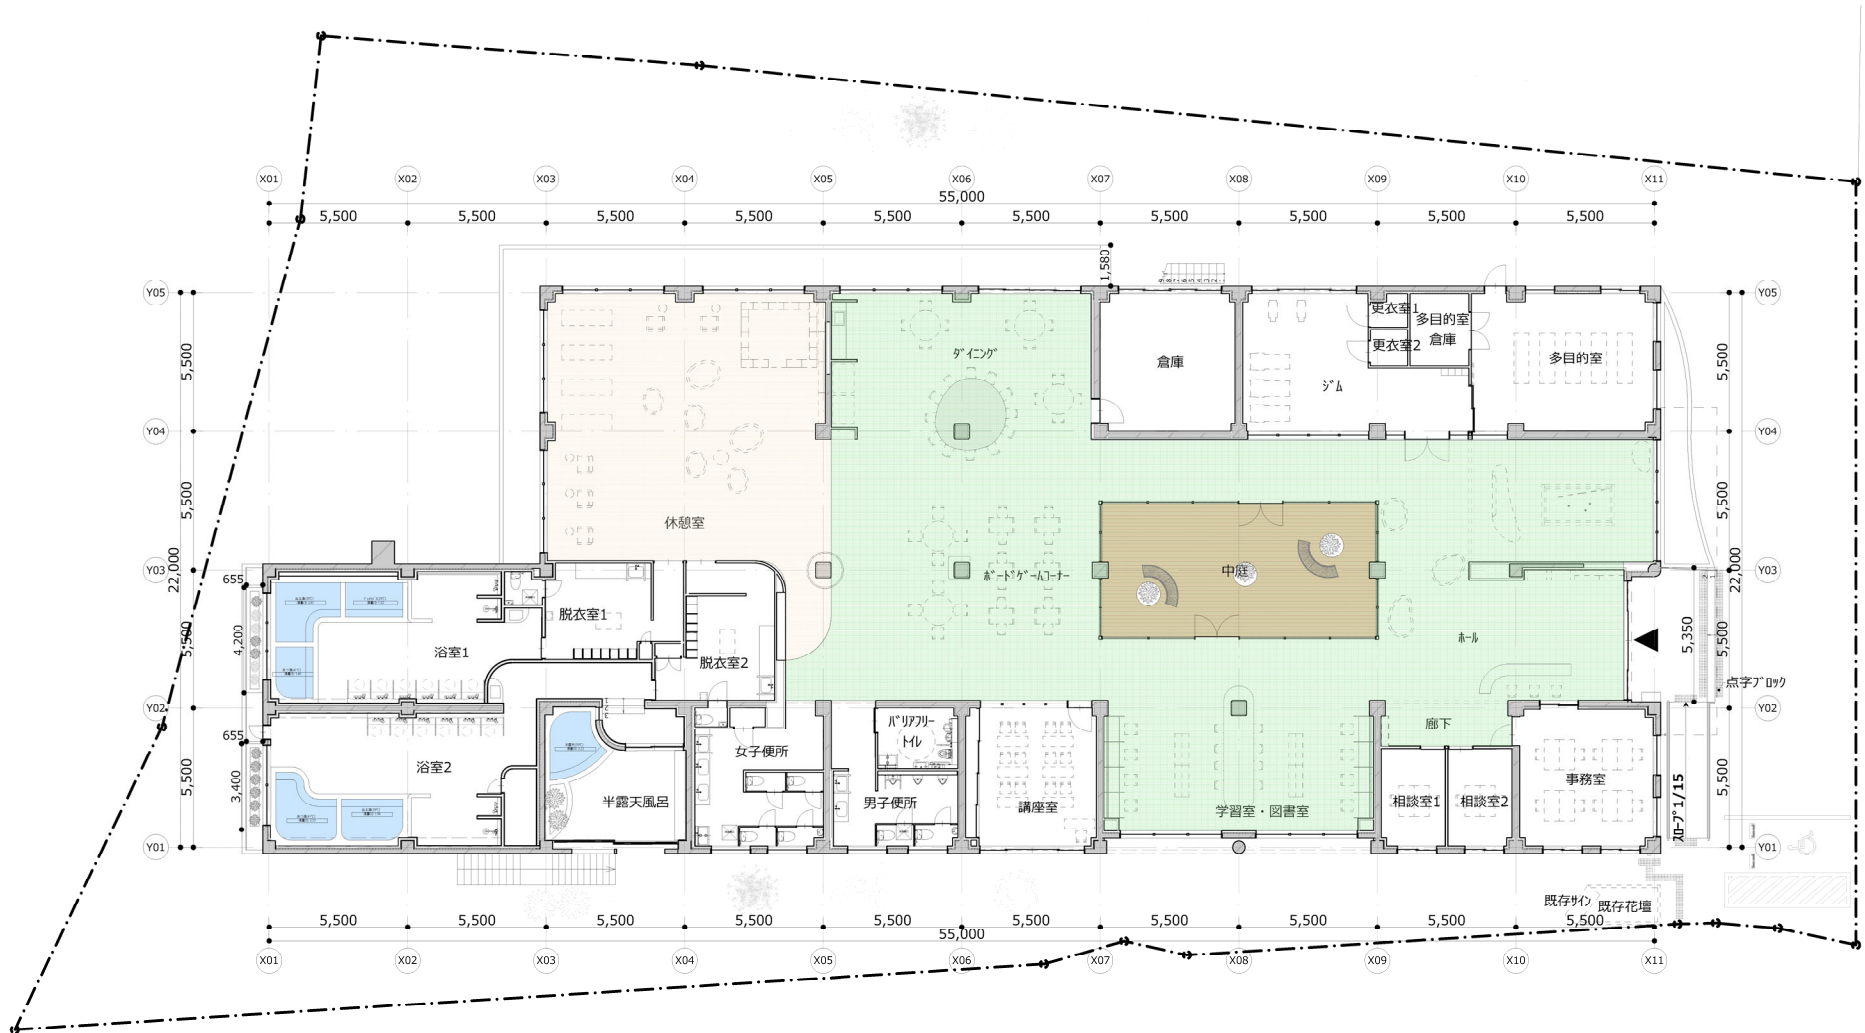 X01 X02 X03 X04 X05 X06 X07 X08 X09 X10 X11
55,000
5,500 5,500 5,500 5,500 5,500 5,500 5,500 5,500 5,500 5,500
1,580
Y05 Y05
更衣室1
多目的室
倉庫
更衣室2
ダイニング
倉庫
ジム
多目的室
5,500 5,500
Y04 Y04
5,500 5,500
休憩室
22,000 22,000
Y03 Y03
655
ボードゲームコーナー
中庭
脱衣室1
浴室1
脱衣室2
ホール
4,200
5,500
5,350
5,500
点字ブロック
Y02 Y02
655
バリアフリー
トイレ
廊下
女子便所
浴室2
半露天風呂
男子便所
講座室
学習室・図書室
相談室1
相談室2
事務室
3,400
5,500
スロープ1/15
5,500
Y01 Y01
既存サイン
既存花壇
5,500 5,500 5,500 5,500 5,500 5,500 5,500 5,500 5,500 5,500
55,000
X01 X02 X03 X04 X05 X06 X07 X08 X09 X10 X11